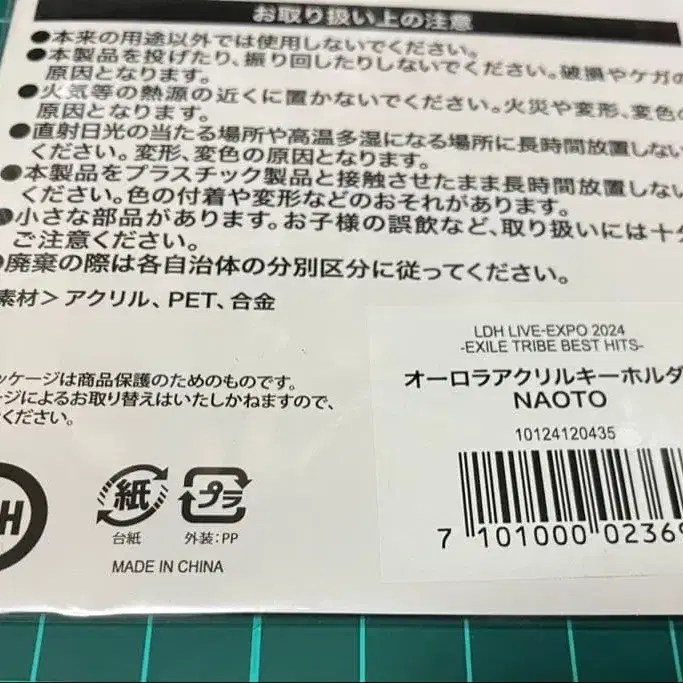 お取り扱い上の注意
●本来の用途以外では使用しないでください。
●本製品を投げたり、振り回したりしないでください。破損やケガの
原因となります。
●火気等の熱源の近くに置かないでください。火災や変形、変色の
原因となります。
●直射日光の当たる場所や高温多湿になる場所に長時間放置しない
ください。変形、変色の原因となります。
●本製品をプラスチック製品と接触させたまま長時間放置しない
ください。色の付着や変形などのおそれがあります。
●小さな部品があります。お子様の誤飲など、取り扱いには十分
ご注意ください。
●廃棄の際は各自治体の分別区分に従ってください。
素材＞アクリル、PET、合金
LDH LIVE-EXPO 2024
-EXILE TRIBE BEST HITS-
オーロラアクリルキーホルダ
NAOTO
10124120435
7 101000 02369
ッケージは商品保護のためのものです。
ージによるお取り替えはいたしかねますので、
ください。
H
紙
台紙
プラ
外装:PP
MADE IN CHINA